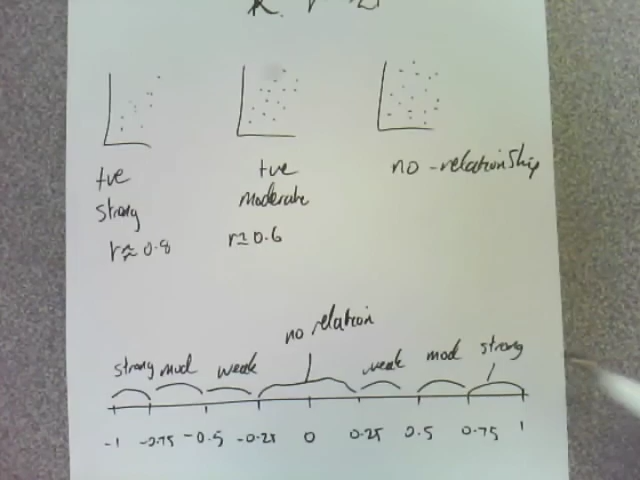 +ve
strong
r≈0.8
+ve
moderate
r≃0.6
no-relationship
strong mod weak no relation weak mod strong
-1 -0.75 -0.5 -0.25 0 0.25 0.5 0.75 1